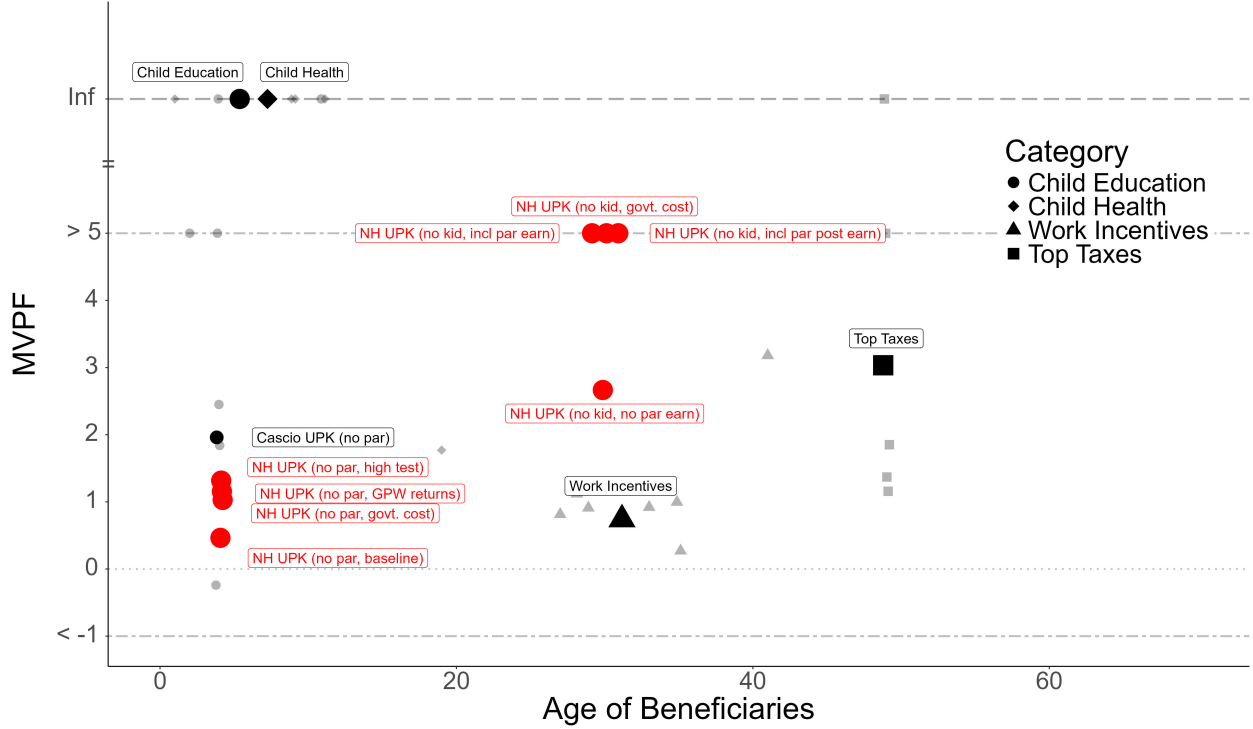 Child Education
Child Health
Inf
Category
Child Education
Child Health
Work Incentives
Top Taxes
NH UPK (no kid, govt. cost)
> 5
NH UPK (no kid, incl par earn)
NH UPK (no kid, incl par post earn)
4
MVPF
Top Taxes
3
NH UPK (no kid, no par earn)
2
Cascio UPK (no par)
NH UPK (no par, high test)
Work Incentives
NH UPK (no par, GPW returns)
1
NH UPK (no par, govt. cost)
NH UPK (no par, baseline)
0
< -1
0
20
40
60
Age of Beneficiaries